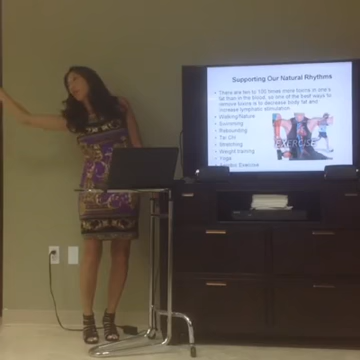 Supporting Our Natural Rhythms
• There are ten to 100 times more toxins in one's
fat than in the blood, so one of the best ways to
remove toxins is to decrease body fat and
increase lymphatic stimulation.
• Walking/Nature
• Swimming
• Rebounding
• Tai Chi
• Stretching
• Weight training
• Yoga
Exercise
EXERCISE